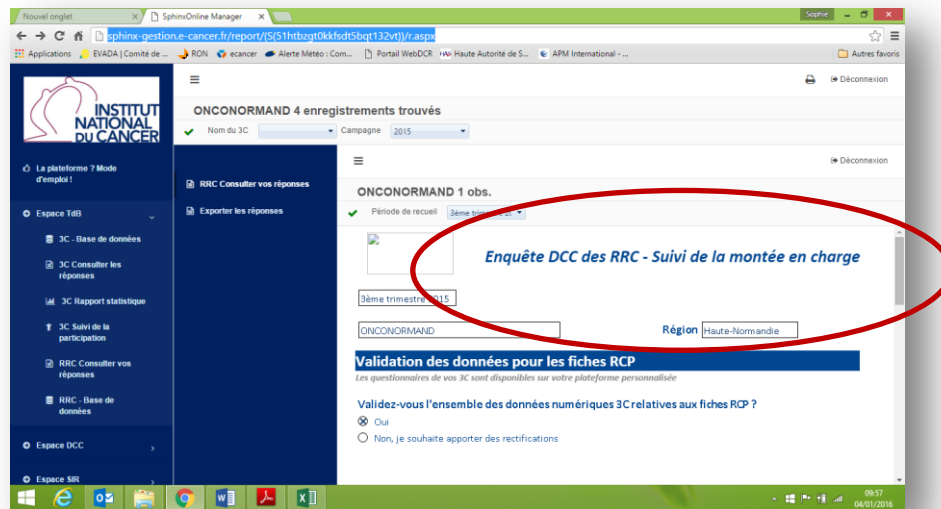 Nouvel onglet
SphinxOnline Manager
Sophie
sphinx-gestion.e-cancer.fr/report/(S(51htbzgt0kkfsdt5bqt132vt))/r.aspx
Applications EVADA | Comité de ... RON ecancer Alerte Météo : Com... Portail WebDCR HAS Haute Autorité de S... APM International - ... Autres favoris
INSTITUT
NATIONAL
DU CANCER
La plateforme ? Mode
d'emploi !
Espace TdB
3C - Base de données
3C Consulter les
réponses
3C Rapport statistique
3C Suivi de la
participation
RRC Consulter vos
réponses
RRC - Base de
données
Espace DCC
Espace SIR
Déconnexion
ONCONORMAND 4 enregistrements trouvés
Nom du 3C
Campagne 2015
RRC Consulter vos réponses
Exporter les réponses
Déconnexion
ONCONORMAND 1 obs.
Période de recueil 3ème trimestre
Enquête DCC des RRC - Suivi de la montée en charge
3ème trimestre 2015
ONCONORMAND
Région Haute-Normandie
Validation des données pour les fiches RCP
Les questionnaires de vos 3C sont disponibles sur votre plateforme personnalisée
Validez-vous l'ensemble des données numériques 3C relatives aux fiches RCP ?
Oui
Non, je souhaite apporter des rectifications
09:57
04/01/2016